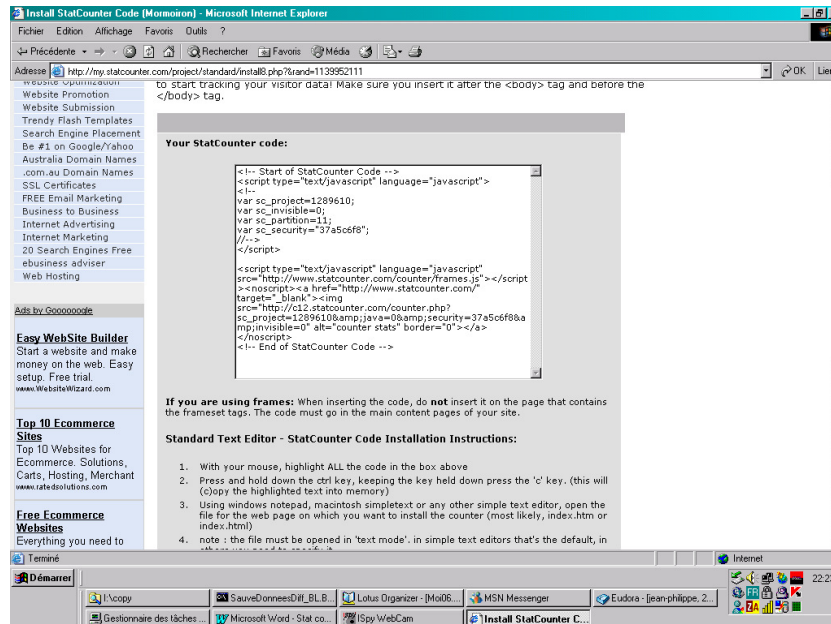 Install StatCounter Code (Mormoiron) - Microsoft Internet Explorer
Fichier Edition Affichage Favoris Outils ?
Précédente Rechercher Favoris Média
Adresse http://my.statcounter.com/project/standard/install8.php?&rand=1139952111 OK Lier
Website Optimization
Website Promotion
Website Submission
Trendy Flash Templates
Search Engine Placement
Be #1 on Google/Yahoo
Australia Domain Names
.com.au Domain Names
SSL Certificates
FREE Email Marketing
Business to Business
Internet Advertising
Internet Marketing
20 Search Engines Free
ebusiness adviser
Web Hosting
Ads by Goooooogle
Easy WebSite Builder
Start a website and make
money on the web. Easy
setup. Free trial.
www.WebsiteWizard.com
Top 10 Ecommerce
Sites
Top 10 Websites for
Ecommerce. Solutions,
Carts, Hosting, Merchant
www.ratedsolutions.com
Free Ecommerce
Websites
Everything you need to
to start tracking your visitor data! Make sure you insert it after the <body> tag and before the
</body> tag.
Your StatCounter code:
<!-- Start of StatCounter Code -->
<script type="text/javascript" language="javascript">
<!--
var sc_project=1289610;
var sc_invisible=0;
var sc_partition=11;
var sc_security="37a5c6f8";
//-->
</script>
<script type="text/javascript" language="javascript"
src="http://www.statcounter.com/counter/frames.js"></script
><noscript><a href="http://www.statcounter.com/"
target="_blank"><img
src="http://c12.statcounter.com/counter.php?
sc_project=1289610&amp;java=0&amp;security=37a5c6f8&a
mp;invisible=0" alt="counter stats" border="0"></a>
</noscript>
<!-- End of StatCounter Code -->
If you are using frames: When inserting the code, do not insert it on the page that contains
the frameset tags. The code must go in the main content pages of your site.
Standard Text Editor - StatCounter Code Installation Instructions:
1. With your mouse, highlight ALL the code in the box above
2. Press and hold down the ctrl key, keeping the key held down press the 'c' key. (this will
(c)opy the highlighted text into memory)
3. Using windows notepad, macintosh simpletext or any other simple text editor, open the
file for the web page on which you want to install the counter (most likely, index.htm or
index.html)
4. note : the file must be opened in 'text mode'. in simple text editors that's the default, in
others you need to specify it
Terminé Internet
Démarrer
I:\copy SauveDonneesDiff_BL.B... Lotus Organizer - [Moi06.... MSN Messenger Eudora - [jean-philippe, 2...
Gestionnaire des tâches ... Microsoft Word - Stat co... ISpy WebCam Install StatCounter C...
FR
ZA
22:2